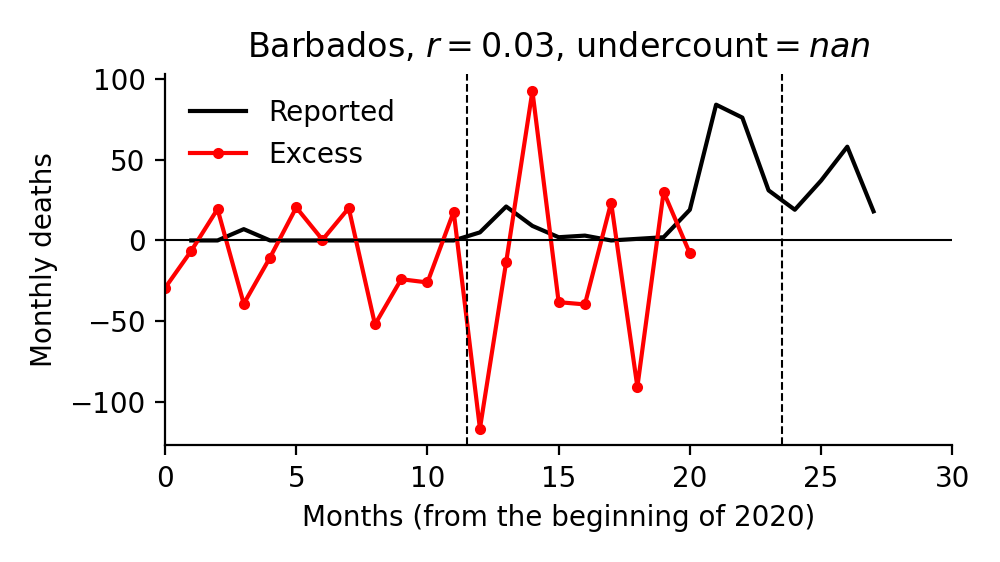 Barbados, r = 0.03, undercount = nan
Reported
Excess
Monthly deaths
100
50
0
−50
−100
0 5 10 15 20 25 30
Months (from the beginning of 2020)